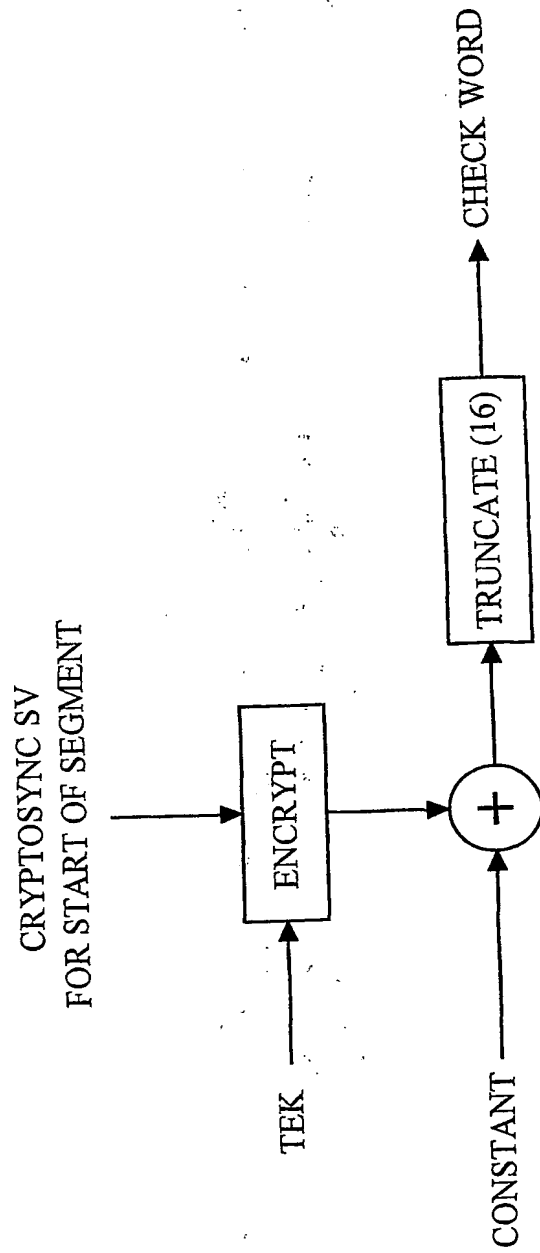 CRYPTOSYNC SV
FOR START OF SEGMENT
TEK
ENCRYPT
CONSTANT
+
TRUNCATE (16)
CHECK WORD